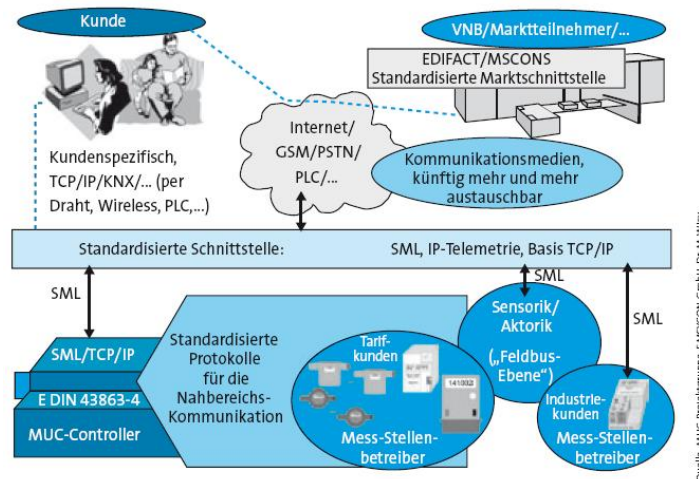 Kunde
VNB/Marktteilnehmer/...
EDIFACT/MSCONS
Standardisierte Marktschnittstelle
Internet/
GSM/PSTN/
PLC/...
Kundenspezifisch,
TCP/IP/KNX/... (per
Draht, Wireless, PLC,...)
Kommunikationsmedien,
künftig mehr und mehr
austauschbar
Standardisierte Schnittstelle:
SML, IP-Telemetrie, Basis TCP/IP
SML
SML
SML
SML/TCP/IP
E DIN 43863-4
MUC-Controller
Standardisierte
Protokolle
für die
Nahbereichs-
Kommunikation
Tarif-
kunden
141002
Mess-Stellen-
betreiber
Sensorik/
Aktorik
(„Feldbus-
Ebene“)
Industrie-
kunden
Mess-Stellen-
betreiber